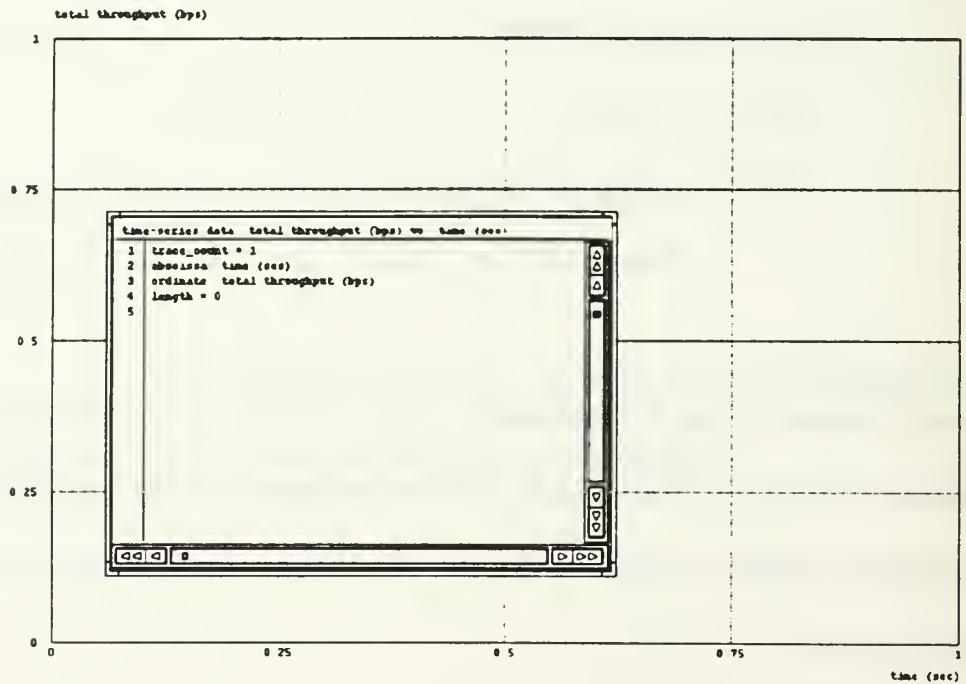 total throughput (bps)
1
0.75
time-series data total throughput (bps) vs time (sec)
1 trace_count = 1
2 abscissa time (sec)
3 ordinate total throughput (bps)
4 length = 0
5
0.5
0.25
0
0 0.25 0.5 0.75 1
time (sec)